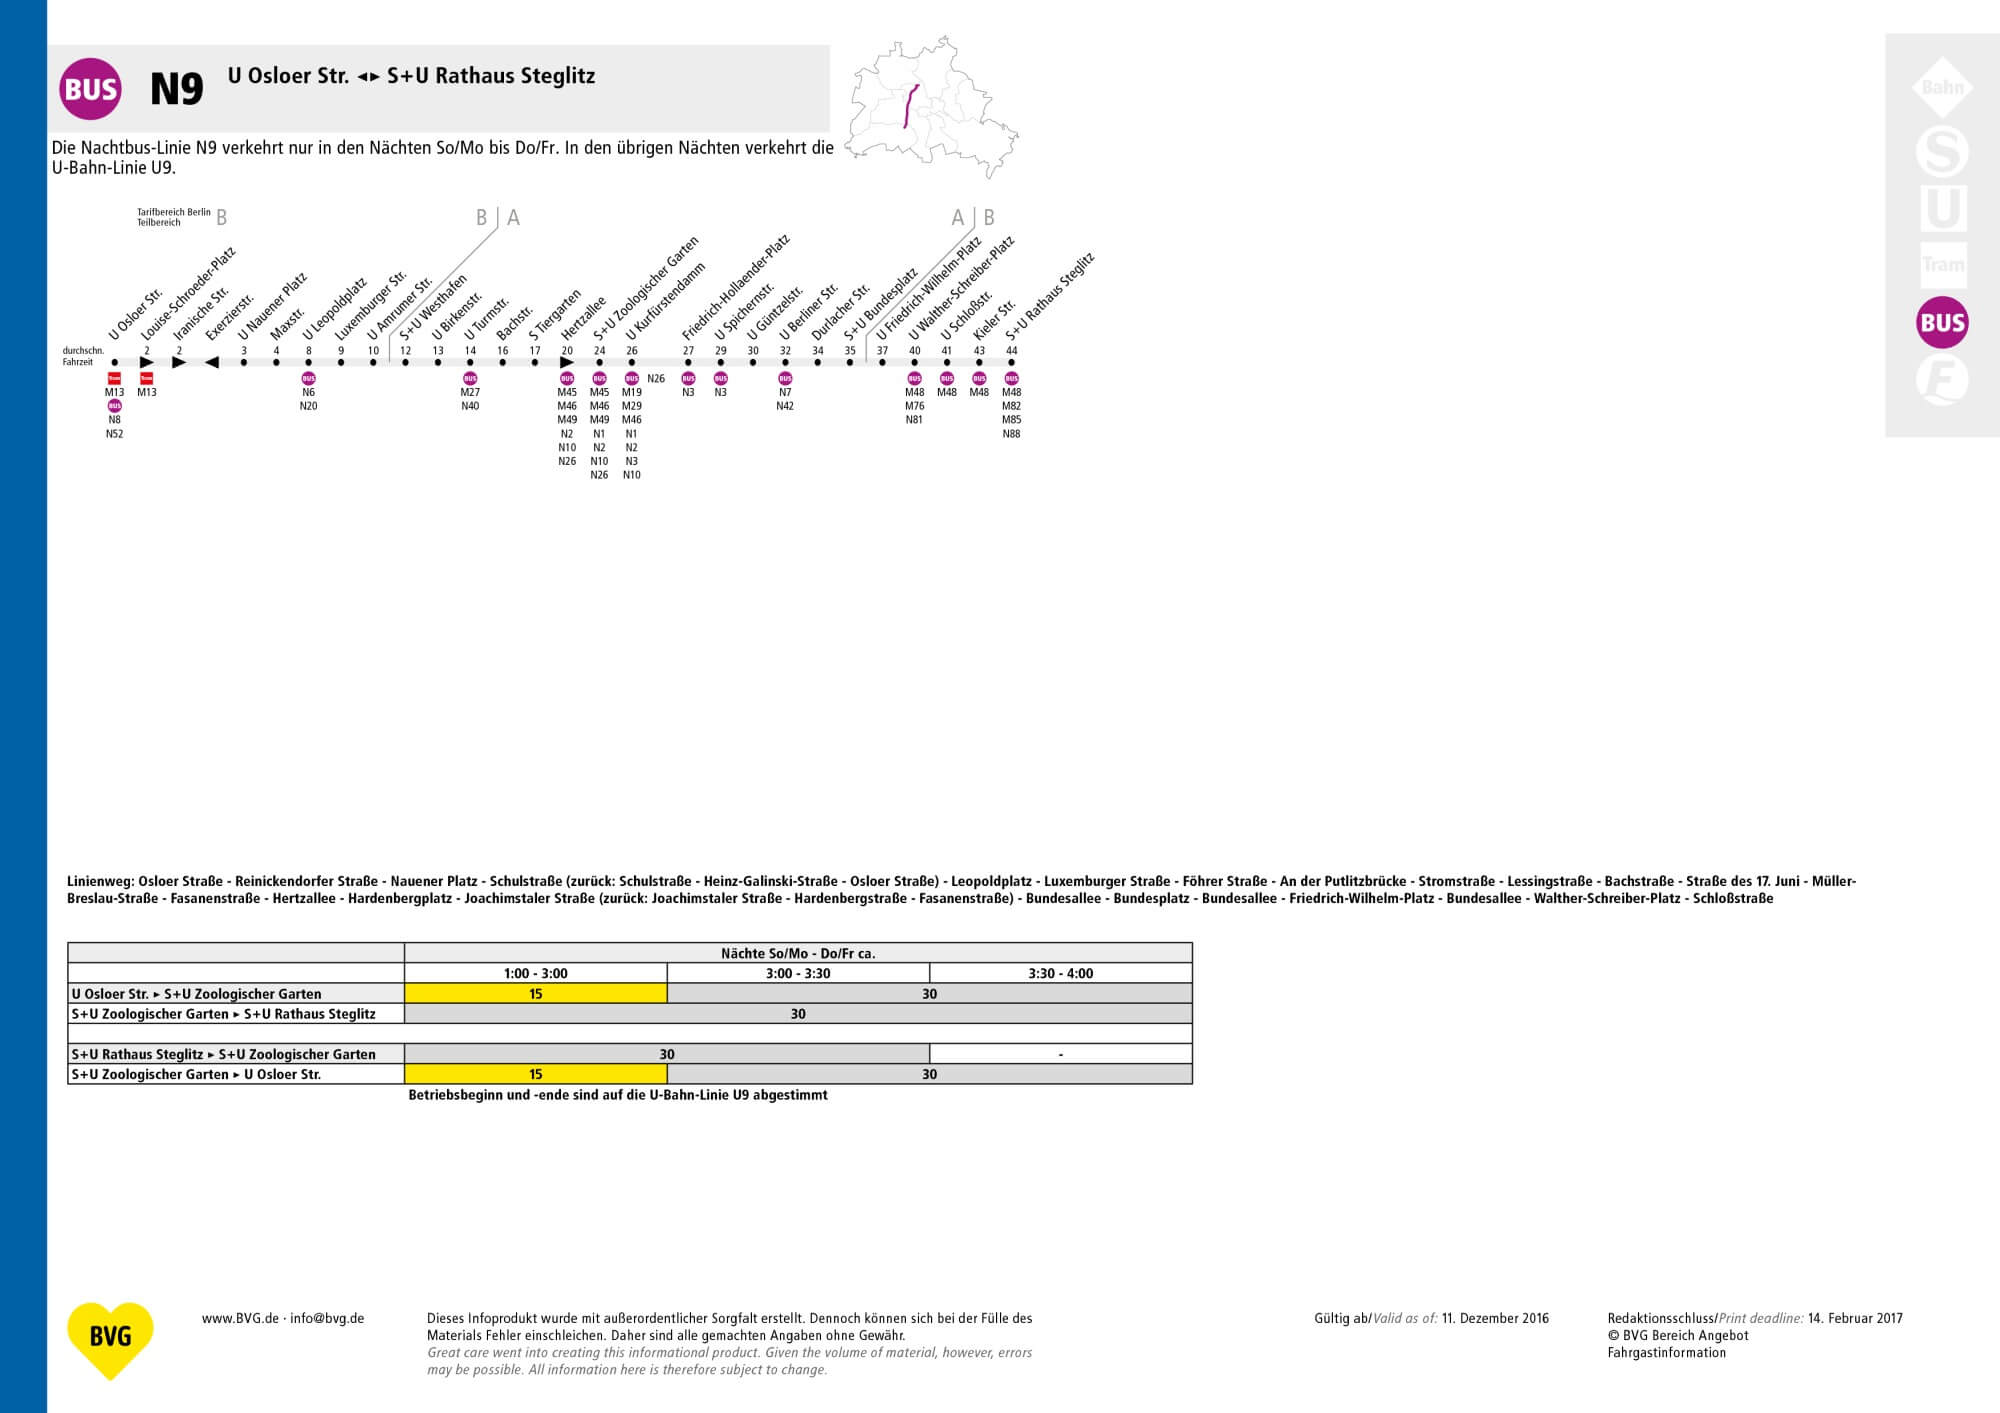 BUS N9 U Osloer Str. ◂▸ S+U Rathaus Steglitz
Die Nachtbus-Linie N9 verkehrt nur in den Nächten So/Mo bis Do/Fr. In den übrigen Nächten verkehrt die
U-Bahn-Linie U9.
Bahn
S
U
Tram
BUS
F
Tarifbereich Berlin
Teilbereich
B
B | A
A | B
U Osloer Str.
Louise-Schroeder-Platz
Iranische Str.
Exerzierstr.
U Nauener Platz
Maxstr.
U Leopoldplatz
Luxemburger Str.
U Amrumer Str.
S+U Westhafen
U Birkenstr.
U Turmstr.
Bachstr.
S Tiergarten
Hertzallee
S+U Zoologischer Garten
U Kurfürstendamm
Friedrich-Hollaender-Platz
U Spichernstr.
U Güntzelstr.
U Berliner Str.
Durlacher Str.
S+U Bundesplatz
U Friedrich-Wilhelm-Platz
U Walther-Schreiber-Platz
U Schloßstr.
Kieler Str.
S+U Rathaus Steglitz
durchschn.
Fahrzeit
2 2 3 4 8 9 10 12 13 14 16 17 20 24 26 27 29 30 32 34 35 37 40 41 43 44
Tram Tram BUS BUS BUS BUS BUS N26 BUS BUS BUS BUS BUS BUS BUS
M13 M13 N6 M27 M45 M45 M19 N3 N3 N7 M48 M48 M48 M48
BUS N20 N40 M46 M46 M29 N42 M76 M82
N8 M49 M49 M46 N81 M85
N52 N2 N1 N1 N88
N10 N2 N2
N26 N10 N3
N26 N10
Linienweg: Osloer Straße - Reinickendorfer Straße - Nauener Platz - Schulstraße (zurück: Schulstraße - Heinz-Galinski-Straße - Osloer Straße) - Leopoldplatz - Luxemburger Straße - Föhrer Straße - An der Putlitzbrücke - Stromstraße - Lessingstraße - Bachstraße - Straße des 17. Juni - Müller-
Breslau-Straße - Fasanenstraße - Hertzallee - Hardenbergplatz - Joachimstaler Straße (zurück: Joachimstaler Straße - Hardenbergstraße - Fasanenstraße) - Bundesallee - Bundesplatz - Bundesallee - Friedrich-Wilhelm-Platz - Bundesallee - Walther-Schreiber-Platz - Schloßstraße
Nächte So/Mo - Do/Fr ca.
1:00 - 3:00 3:00 - 3:30 3:30 - 4:00
U Osloer Str. ▸ S+U Zoologischer Garten 15 30
S+U Zoologischer Garten ▸ S+U Rathaus Steglitz 30
S+U Rathaus Steglitz ▸ S+U Zoologischer Garten 30 -
S+U Zoologischer Garten ▸ U Osloer Str. 15 30
Betriebsbeginn und -ende sind auf die U-Bahn-Linie U9 abgestimmt
BVG
www.BVG.de · info@bvg.de
Dieses Infoprodukt wurde mit außerordentlicher Sorgfalt erstellt. Dennoch können sich bei der Fülle des
Materials Fehler einschleichen. Daher sind alle gemachten Angaben ohne Gewähr.
Great care went into creating this informational product. Given the volume of material, however, errors
may be possible. All information here is therefore subject to change.
Gültig ab/Valid as of: 11. Dezember 2016
Redaktionsschluss/Print deadline: 14. Februar 2017
© BVG Bereich Angebot
Fahrgastinformation